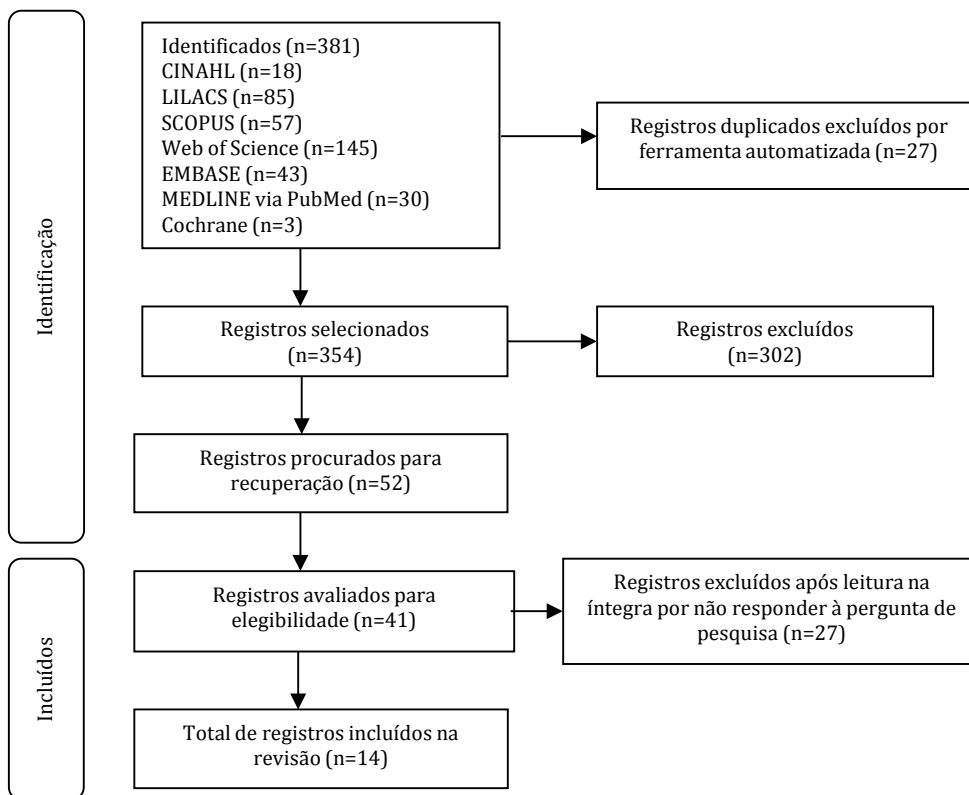 Identificação
Identificados (n=381)
CINAHL (n=18)
LILACS (n=85)
SCOPUS (n=57)
Web of Science (n=145)
EMBASE (n=43)
MEDLINE via PubMed (n=30)
Cochrane (n=3)
Registros duplicados excluídos por
ferramenta automatizada (n=27)
Registros selecionados
(n=354)
Registros excluídos
(n=302)
Registros procurados para
recuperação (n=52)
Incluídos
Registros avaliados para
elegibilidade (n=41)
Registros excluídos após leitura na
íntegra por não responder à pergunta de
pesquisa (n=27)
Total de registros incluídos na
revisão (n=14)